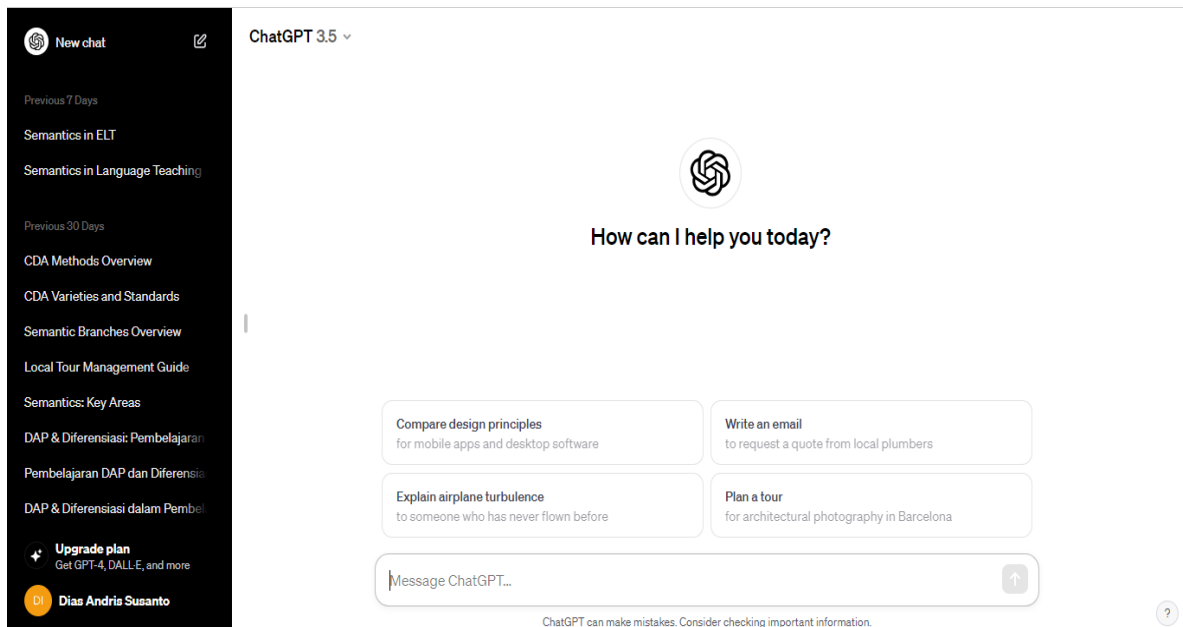 New chat
Previous 7 Days
Semantics in ELT
Semantics in Language Teaching
Previous 30 Days
CDA Methods Overview
CDA Varieties and Standards
Semantic Branches Overview
Local Tour Management Guide
Semantics: Key Areas
DAP & Diferensiasi: Pembelajaran
Pembelajaran DAP dan Diferensia
DAP & Diferensiasi dalam Pembel
Upgrade plan
Get GPT-4, DALL·E, and more
DI
Dias Andris Susanto
ChatGPT 3.5
How can I help you today?
Compare design principles
for mobile apps and desktop software
Write an email
to request a quote from local plumbers
Explain airplane turbulence
to someone who has never flown before
Plan a tour
for architectural photography in Barcelona
Message ChatGPT...
ChatGPT can make mistakes. Consider checking important information.
?